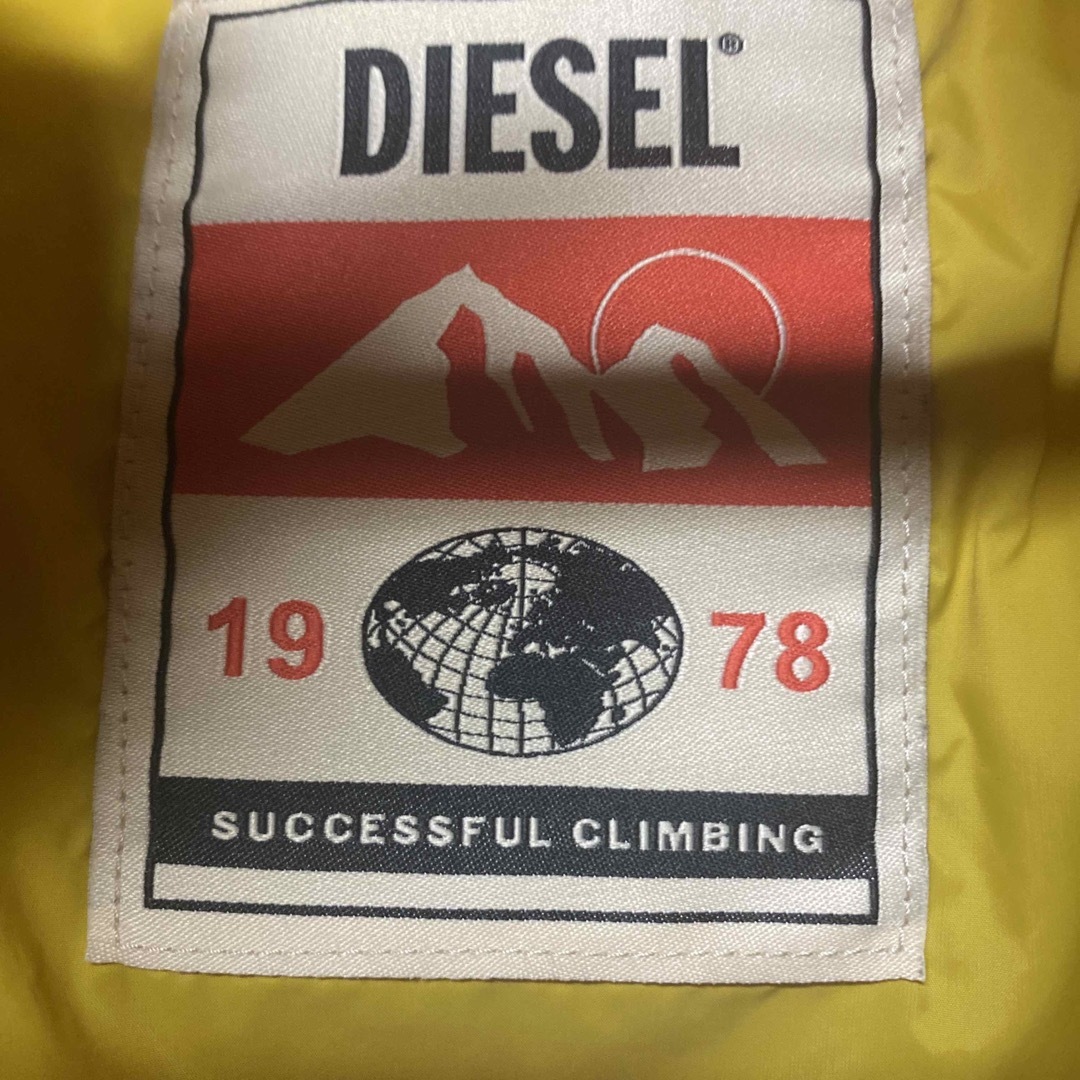 DIESEL®
19 78
SUCCESSFUL CLIMBING